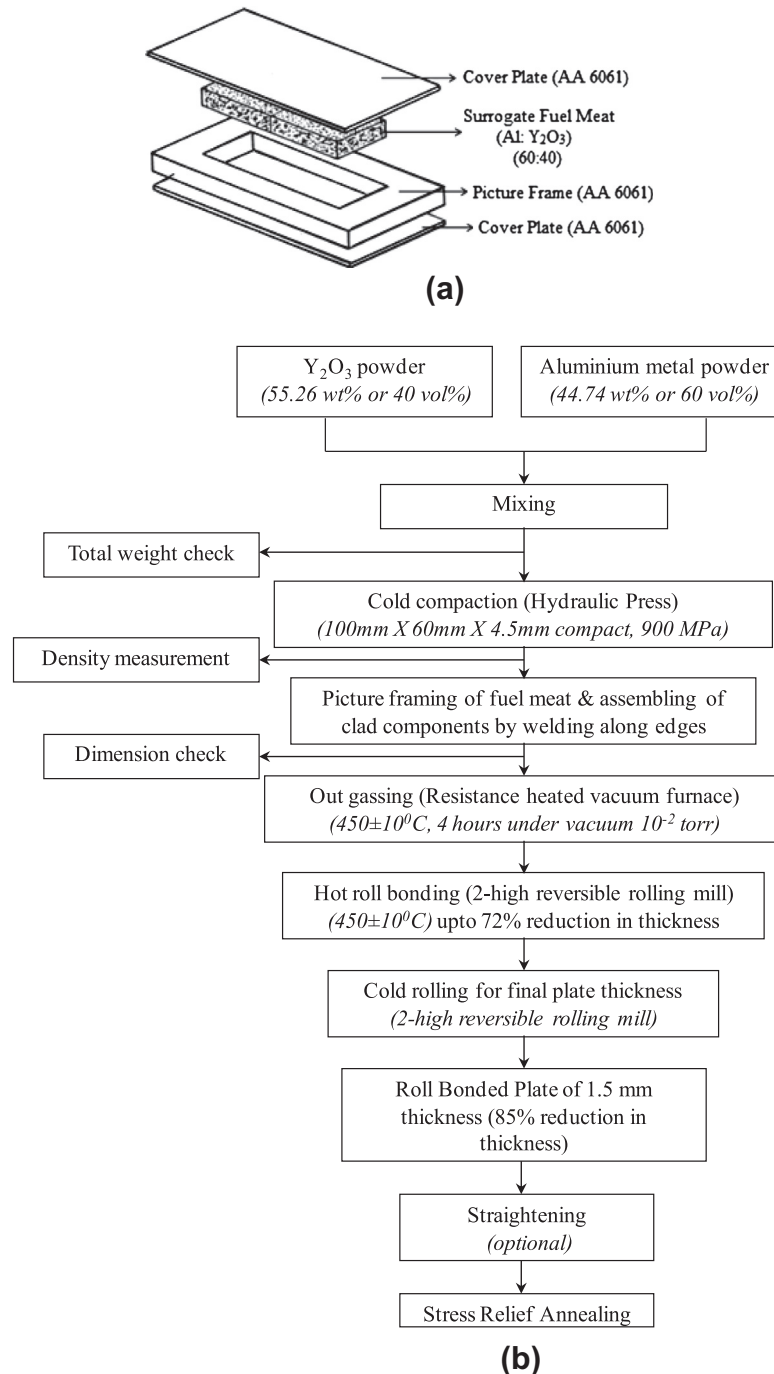 Cover Plate (AA 6061)
Surrogate Fuel Meat
(Al: Y₂O₃)
(60:40)
Picture Frame (AA 6061)
Cover Plate (AA 6061)
(a)
Y₂O₃ powder
(55.26 wt% or 40 vol%)
Aluminium metal powder
(44.74 wt% or 60 vol%)
Mixing
Total weight check
Cold compaction (Hydraulic Press)
(100mm X 60mm X 4.5mm compact, 900 MPa)
Density measurement
Picture framing of fuel meat & assembling of
clad components by welding along edges
Dimension check
Out gassing (Resistance heated vacuum furnace)
(450±10⁰C, 4 hours under vacuum 10⁻² torr)
Hot roll bonding (2-high reversible rolling mill)
(450±10⁰C) upto 72% reduction in thickness
Cold rolling for final plate thickness
(2-high reversible rolling mill)
Roll Bonded Plate of 1.5 mm
thickness (85% reduction in
thickness)
Straightening
(optional)
Stress Relief Annealing
(b)